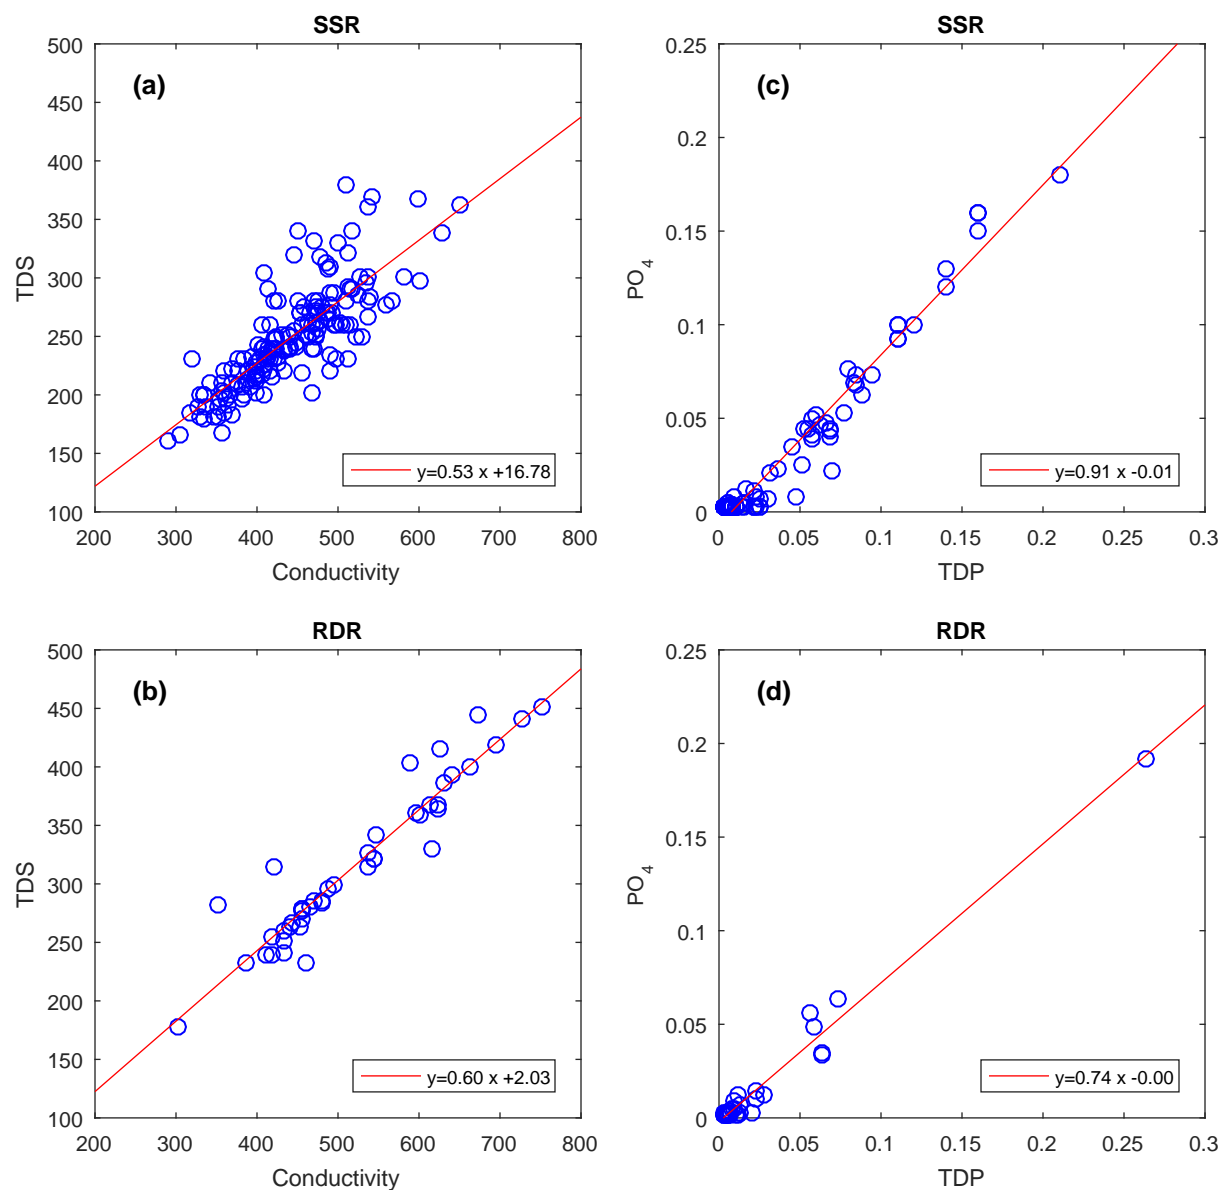 SSR
(a)
500
450
400
350
300
250
200
150
100
TDS
200 300 400 500 600 700 800
Conductivity
y=0.53 x +16.78
SSR
(c)
0.25
0.2
0.15
0.1
0.05
0
PO4
0 0.05 0.1 0.15 0.2 0.25 0.3
TDP
y=0.91 x -0.01
RDR
(b)
500
450
400
350
300
250
200
150
100
TDS
200 300 400 500 600 700 800
Conductivity
y=0.60 x +2.03
RDR
(d)
0.25
0.2
0.15
0.1
0.05
0
PO4
0 0.05 0.1 0.15 0.2 0.25 0.3
TDP
y=0.74 x -0.00